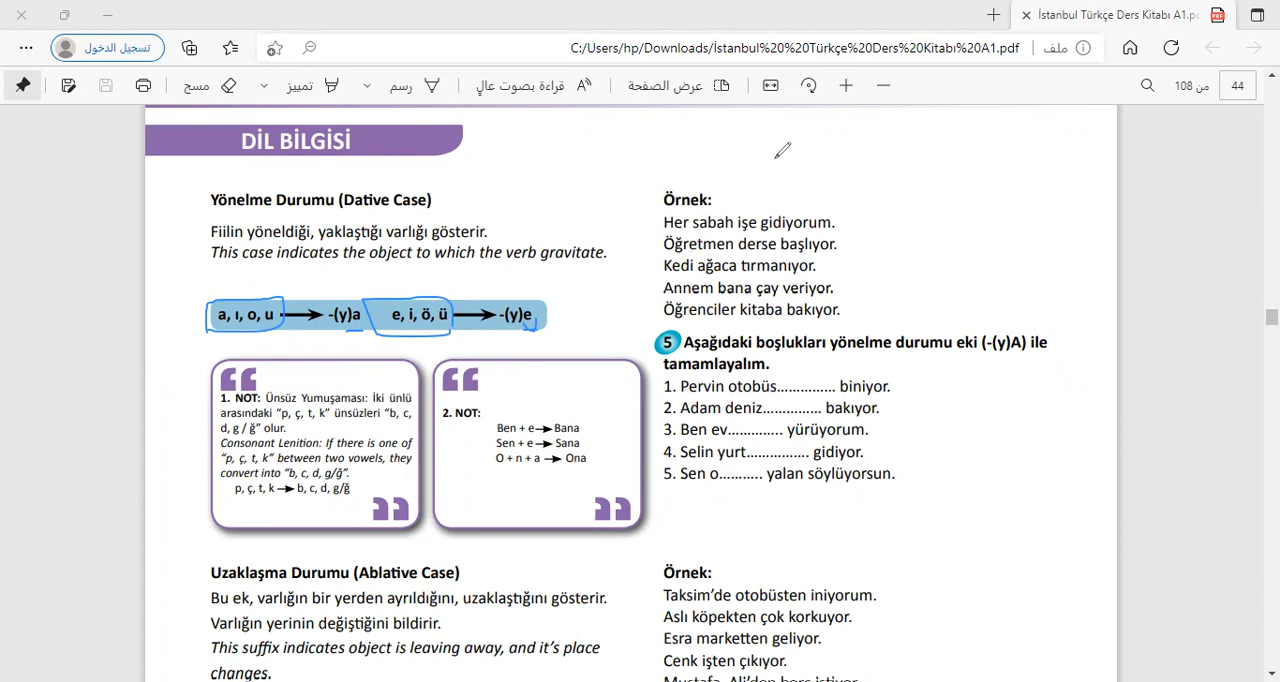 İstanbul Türkçe Ders Kitabı A1.pc
تسجيل الدخول
C:/Users/hp/Downloads/İstanbul%20%20Türkçe%20Ders%20Kitabı%20A1.pdf
ملف
مسح
تمييز
رسم
قراءة بصوت عالٍ
عرض الصفحة
من 108
44
DİL BİLGİSİ
Yönelme Durumu (Dative Case)
Fiilin yöneldiği, yaklaştığı varlığı gösterir.
This case indicates the object to which the verb gravitate.
a, ı, o, u → -(y)a e, i, ö, ü → -(y)e
1. NOT: Ünsüz Yumuşaması: İki ünlü
arasındaki “p, ç, t, k” ünsüzleri “b, c,
d, g / ğ” olur.
Consonant Lenition: If there is one of
“p, ç, t, k” between two vowels, they
convert into “b, c, d, g/ğ”.
p, ç, t, k → b, c, d, g/ğ
2. NOT:
Ben + e → Bana
Sen + e → Sana
O + n + a → Ona
Örnek:
Her sabah işe gidiyorum.
Öğretmen derse başlıyor.
Kedi ağaca tırmanıyor.
Annem bana çay veriyor.
Öğrenciler kitaba bakıyor.
5 Aşağıdaki boşlukları yönelme durumu eki (-(y)A) ile
tamamlayalım.
1. Pervin otobüs…………… biniyor.
2. Adam deniz…………… bakıyor.
3. Ben ev………….. yürüyorum.
4. Selin yurt……………. gidiyor.
5. Sen o……….. yalan söylüyorsun.
Uzaklaşma Durumu (Ablative Case)
Bu ek, varlığın bir yerden ayrıldığını, uzaklaştığını gösterir.
Varlığın yerinin değiştiğini bildirir.
This suffix indicates object is leaving away, and it’s place
changes.
Örnek:
Taksim’de otobüsten iniyorum.
Aslı köpekten çok korkuyor.
Esra marketten geliyor.
Cenk işten çıkıyor.
Mustafa, Ali’den borç istiyor.